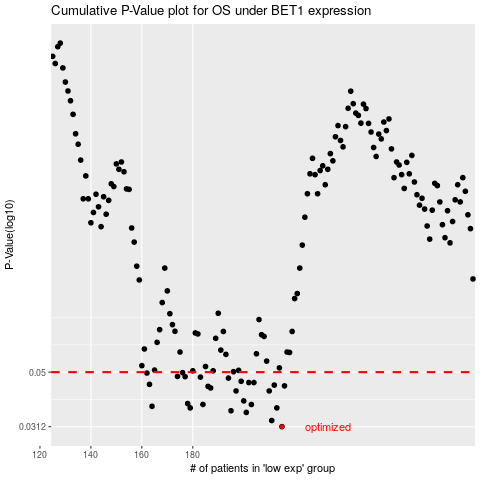 Cumulative P-Value plot for OS under BET1 expression
P-Value(log10)
0.05
0.0312
optimized
120 140 160 180
# of patients in 'low exp' group